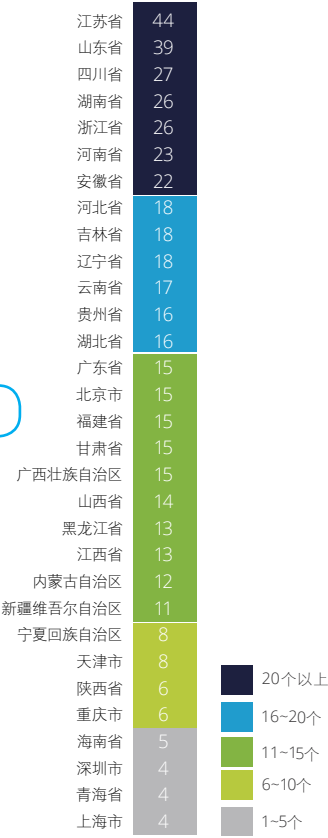 江苏省 44
山东省 39
四川省 27
湖南省 26
浙江省 26
河南省 23
安徽省 22
河北省 18
吉林省 18
辽宁省 18
云南省 17
贵州省 16
湖北省 16
广东省 15
北京市 15
福建省 15
甘肃省 15
广西壮族自治区 15
山西省 14
黑龙江省 13
江西省 13
内蒙古自治区 12
新疆维吾尔自治区 11
宁夏回族自治区 8
天津市 8
陕西省 6
重庆市 6
海南省 5
深圳市 4
青海省 4
上海市 4
20个以上
16~20个
11~15个
6~10个
1~5个